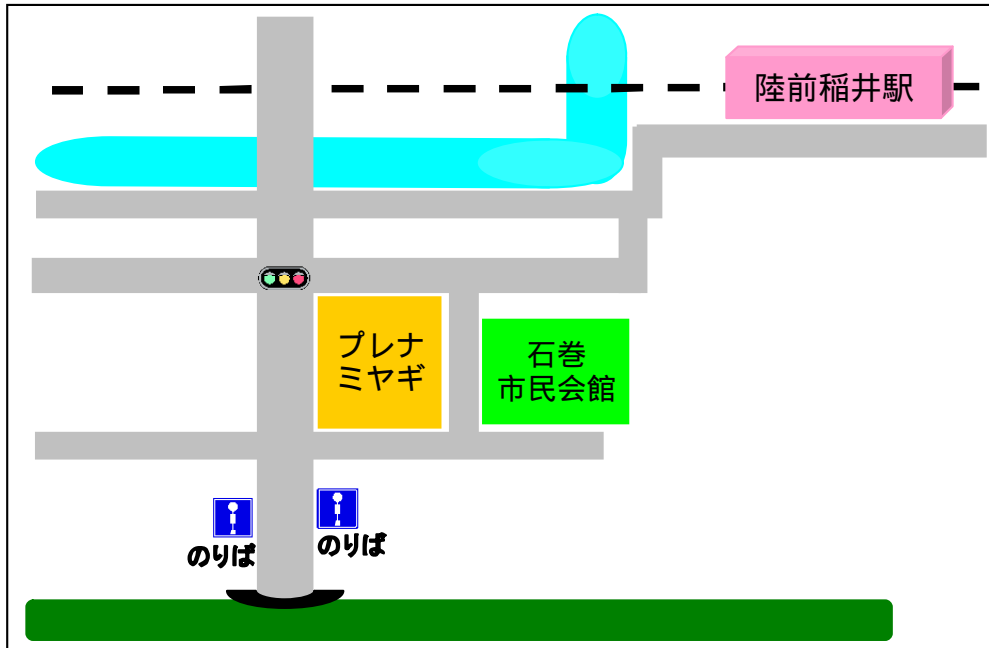 陸前稲井駅
プレナ
ミヤギ
石巻
市民会館
のりば
のりば